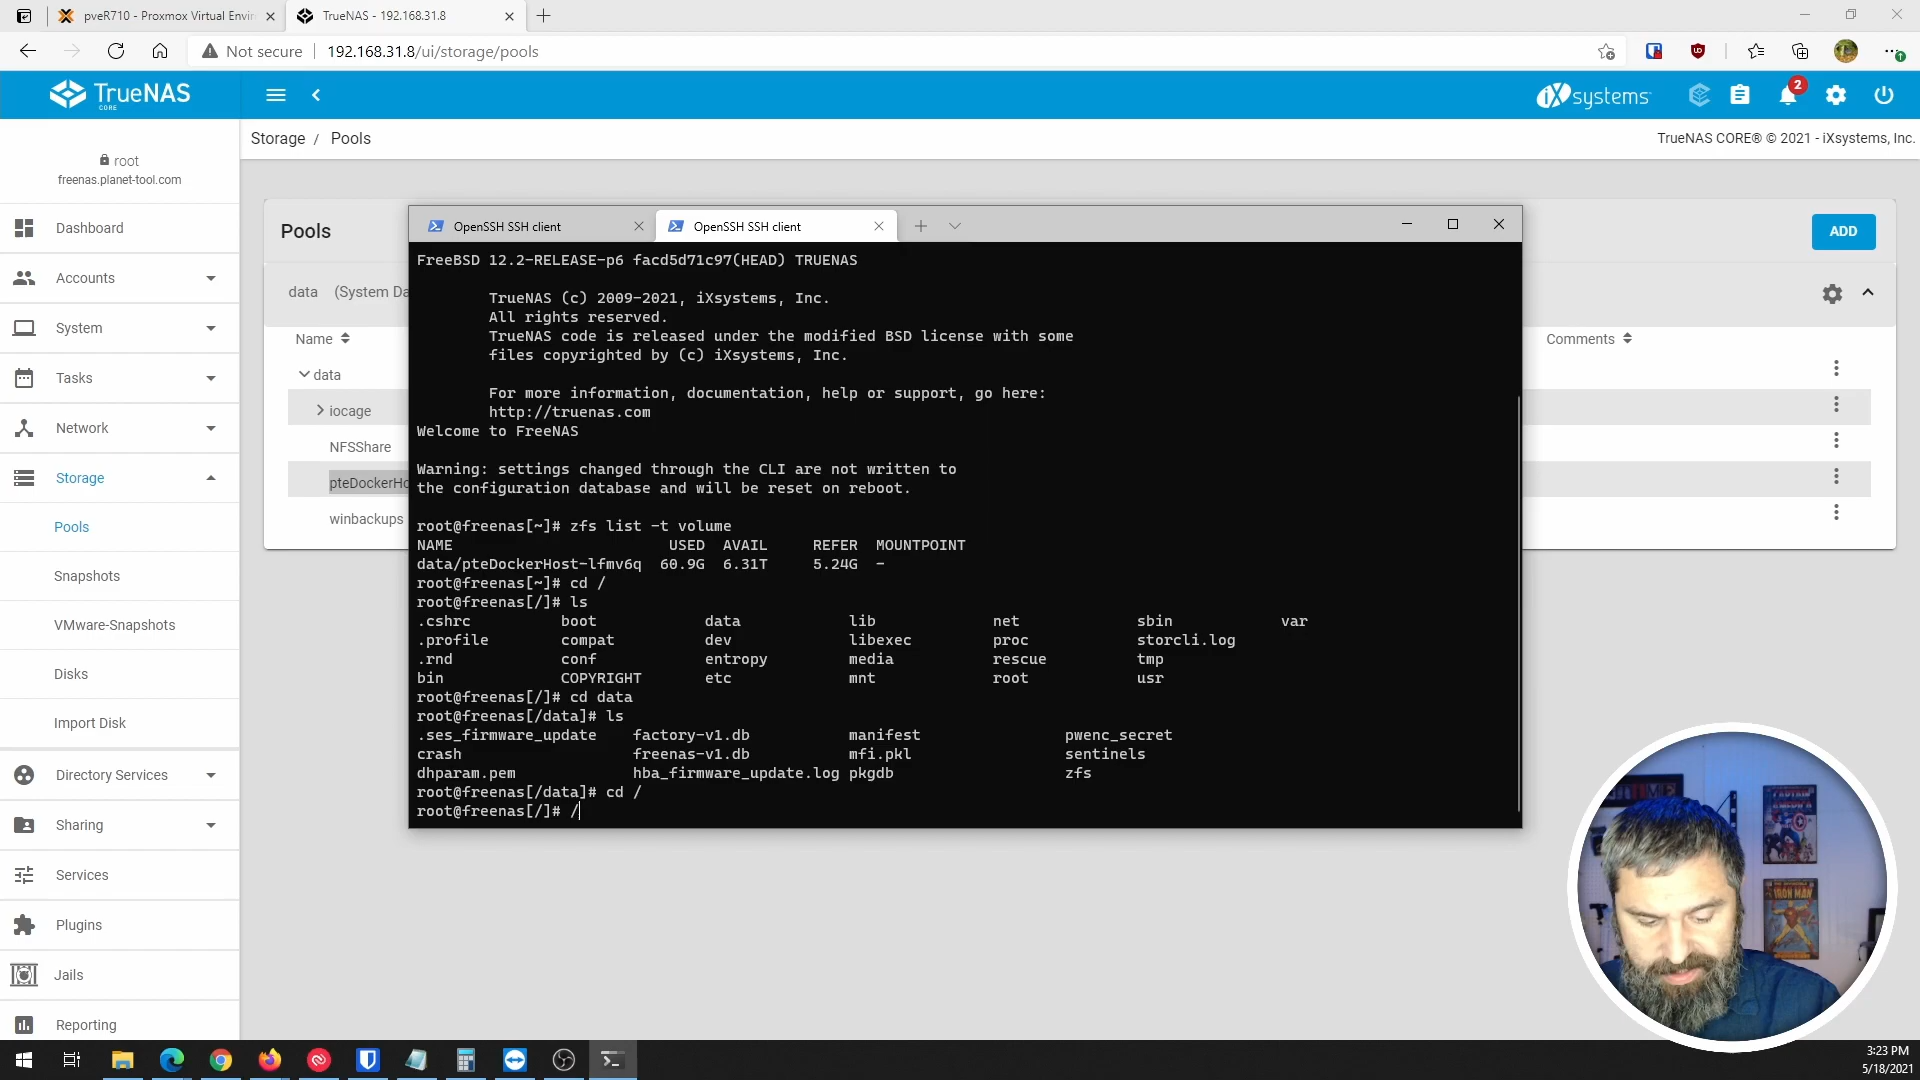 pveR710 - Proxmox Virtual Envir
TrueNAS - 192.168.31.8
Not secure
192.168.31.8/ui/storage/pools
TrueNAS
CORE
iXsystems
2
root
freenas.planet-tool.com
Storage / Pools
TrueNAS CORE® © 2021 - iXsystems, Inc.
Dashboard
Accounts
System
Tasks
Network
Storage
Pools
Snapshots
VMware-Snapshots
Disks
Import Disk
Directory Services
Sharing
Services
Plugins
Jails
Reporting
Pools
ADD
data (System Da
Name
Comments
data
iocage
NFSShare
pteDockerHo
winbackups
OpenSSH SSH client
OpenSSH SSH client
FreeBSD 12.2-RELEASE-p6 facd5d71c97(HEAD) TRUENAS
TrueNAS (c) 2009-2021, iXsystems, Inc.
All rights reserved.
TrueNAS code is released under the modified BSD license with some
files copyrighted by (c) iXsystems, Inc.
For more information, documentation, help or support, go here:
http://truenas.com
Welcome to FreeNAS
Warning: settings changed through the CLI are not written to
the configuration database and will be reset on reboot.
root@freenas[~]# zfs list -t volume
NAME USED AVAIL REFER MOUNTPOINT
data/pteDockerHost-lfmv6q 60.9G 6.31T 5.24G -
root@freenas[~]# cd /
root@freenas[/]# ls
.cshrc boot data lib net sbin var
.profile compat dev libexec proc storcli.log
.rnd conf entropy media rescue tmp
bin COPYRIGHT etc mnt root usr
root@freenas[/]# cd data
root@freenas[/data]# ls
.ses_firmware_update factory-v1.db manifest pwenc_secret
crash freenas-v1.db mfi.pkl sentinels
dhparam.pem hba_firmware_update.log pkgdb zfs
root@freenas[/data]# cd /
root@freenas[/]# /
CAPTAIN AMERICA
IRON MAN
3:23 PM
5/18/2021